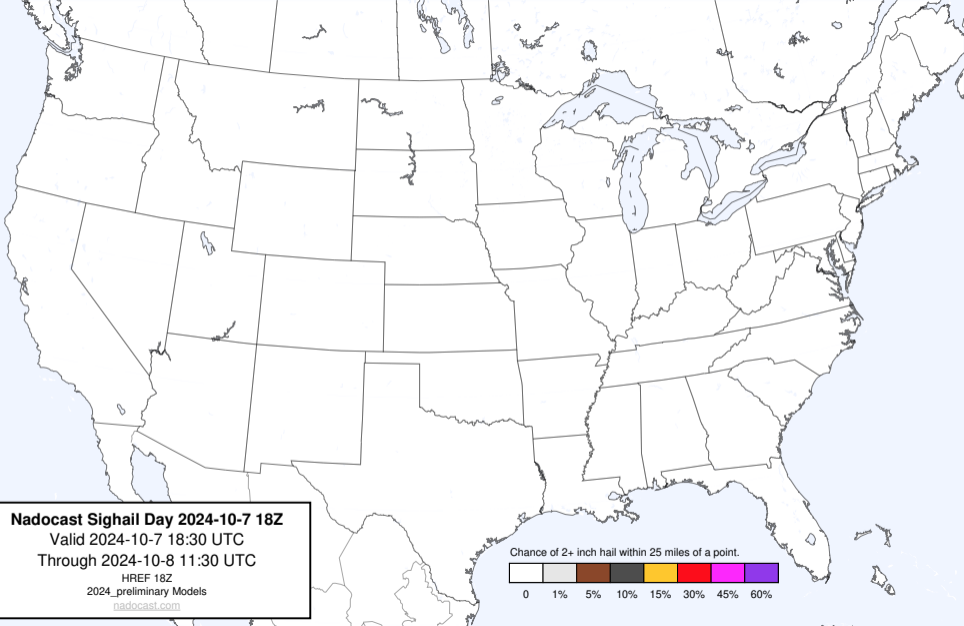 Nadocast Sighail Day 2024-10-7 18Z
Valid 2024-10-7 18:30 UTC
Through 2024-10-8 11:30 UTC
HREF 18Z
2024_preliminary Models
nadocast.com
Chance of 2+ inch hail within 25 miles of a point.
0 1% 5% 10% 15% 30% 45% 60%